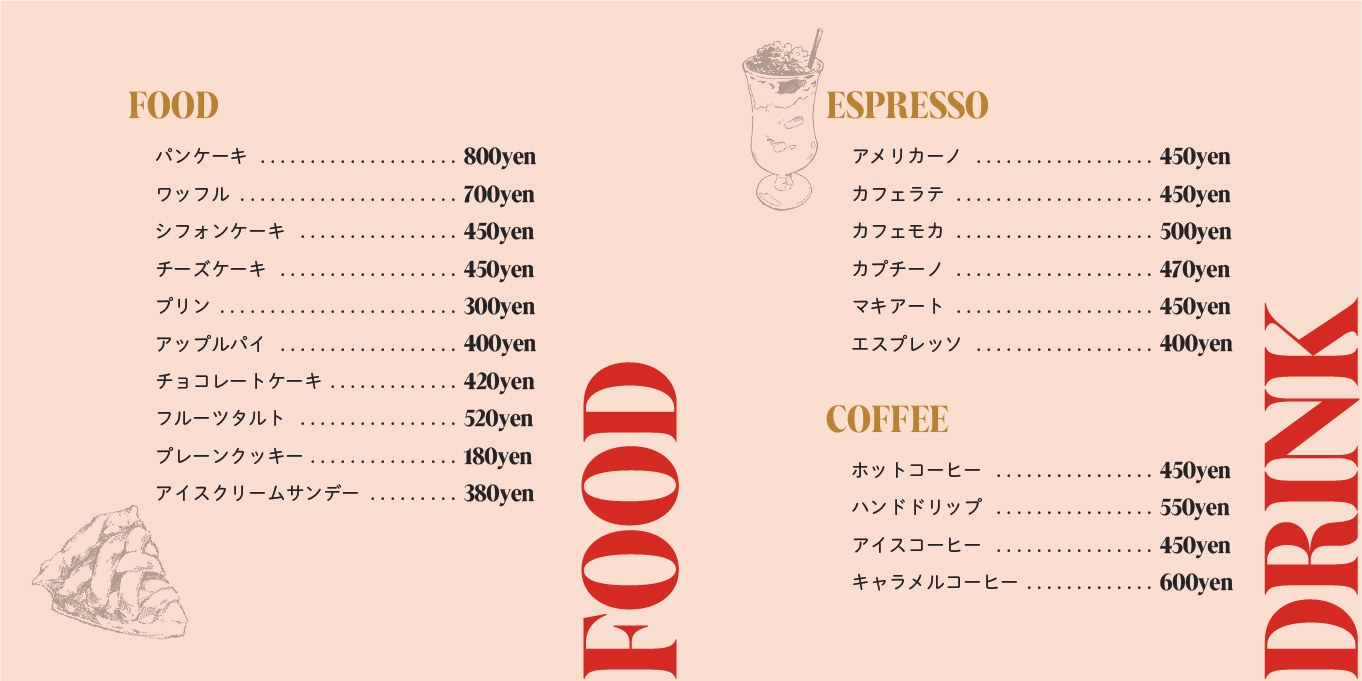 FOOD
パンケーキ .................... 800yen
ワッフル ...................... 700yen
シフォンケーキ ................ 450yen
チーズケーキ .................. 450yen
プリン ........................ 300yen
アップルパイ .................. 400yen
チョコレートケーキ ............. 420yen
フルーツタルト ................ 520yen
プレーンクッキー ............... 180yen
アイスクリームサンデー ......... 380yen
FOOD
ESPRESSO
アメリカーノ .................. 450yen
カフェラテ .................... 450yen
カフェモカ .................... 500yen
カプチーノ .................... 470yen
マキアート .................... 450yen
エスプレッソ .................. 400yen
COFFEE
ホットコーヒー ................ 450yen
ハンドドリップ ................ 550yen
アイスコーヒー ................ 450yen
キャラメルコーヒー ............. 600yen
DRINK